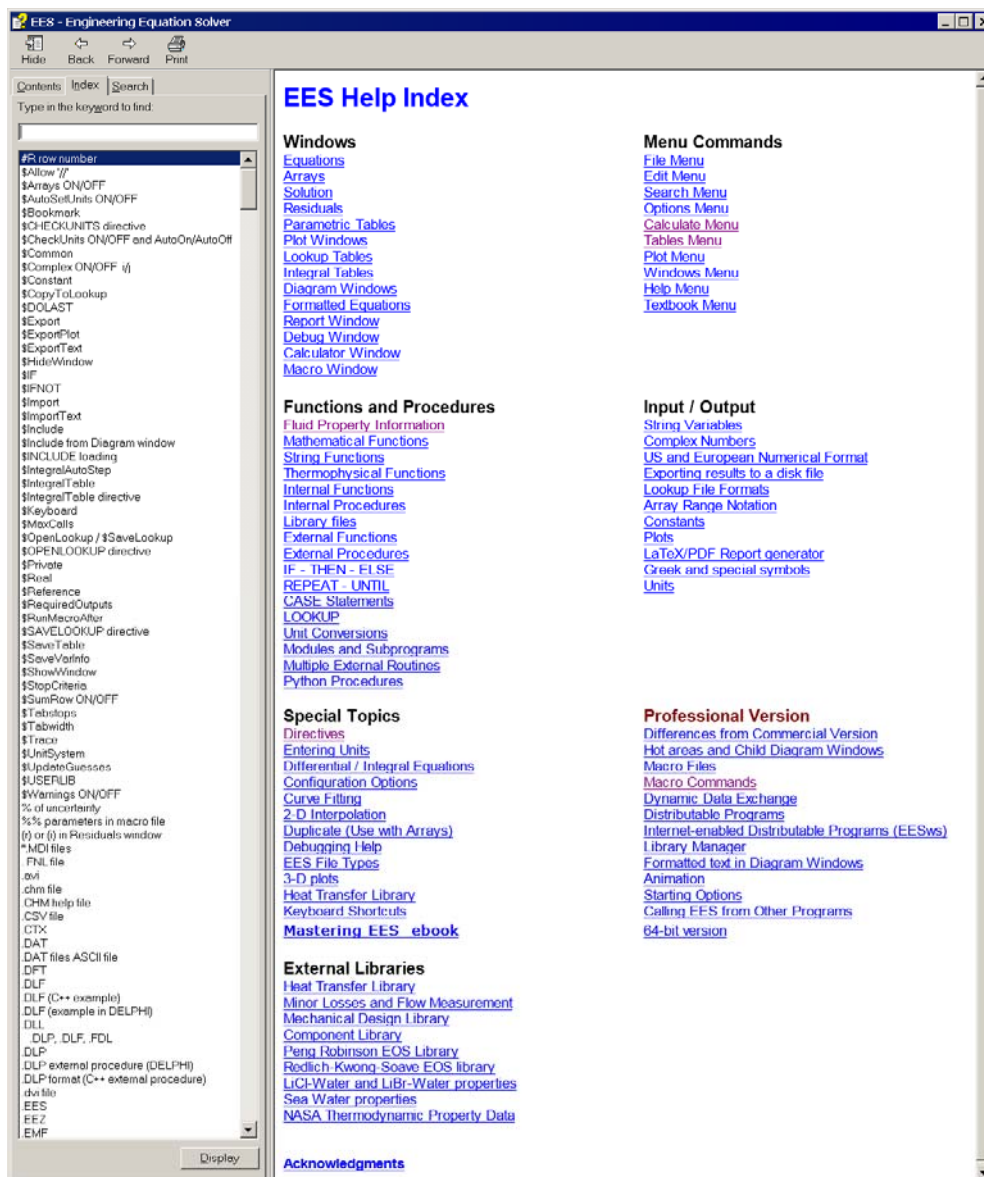 EES - Engineering Equation Solver
Hide Back Forward Print
Contents Index Search
Type in the keyword to find:
#R row number
$Allow '//'
$Arrays ON/OFF
$AutoSetUnits ON/OFF
$Bookmark
$CHECKUNITS directive
$CheckUnits ON/OFF and AutoOn/AutoOff
$Common
$Complex ON/OFF i/j
$Constant
$CopyToLookup
$DOLAST
$Export
$ExportPlot
$ExportText
$HideWindow
$IF
$IFNOT
$Import
$ImportText
$Include
$Include from Diagram window
$INCLUDE loading
$IntegralAutoStep
$IntegralTable
$IntegralTable directive
$Keyboard
$MaxCalls
$OpenLookup / $SaveLookup
$OPENLOOKUP directive
$Private
$Real
$Reference
$RequiredOutputs
$RunMacroAfter
$SAVELOOKUP directive
$SaveTable
$SaveVarInfo
$ShowWindow
$StopCriteria
$SumRow ON/OFF
$Tabstops
$Tabwidth
$Trace
$UnitSystem
$UpdateGuesses
$USERLIB
$Warnings ON/OFF
% of uncertainty
%% parameters in macro file
(r) or (i) in Residuals window
*.MDI files
.FNL file
.avi
.chm file
.CHM help file
.CSV file
.CTX
.DAT
.DAT files ASCII file
.DFT
.DLF
.DLF (C++ example)
.DLF (example in DELPHI)
.DLL
.DLP, .DLF, .FDL
.DLP
.DLP external procedure (DELPHI)
.DLP format (C++ external procedure)
.dvi file
.EES
.EEZ
.EMF
Display
EES Help Index
Windows
Equations
Arrays
Solution
Residuals
Parametric Tables
Plot Windows
Lookup Tables
Integral Tables
Diagram Windows
Formatted Equations
Report Window
Debug Window
Calculator Window
Macro Window
Menu Commands
File Menu
Edit Menu
Search Menu
Options Menu
Calculate Menu
Tables Menu
Plot Menu
Windows Menu
Help Menu
Textbook Menu
Functions and Procedures
Fluid Property Information
Mathematical Functions
String Functions
Thermophysical Functions
Internal Functions
Internal Procedures
Library files
External Functions
External Procedures
IF - THEN - ELSE
REPEAT - UNTIL
CASE Statements
LOOKUP
Unit Conversions
Modules and Subprograms
Multiple External Routines
Python Procedures
Input / Output
String Variables
Complex Numbers
US and European Numerical Format
Exporting results to a disk file
Lookup File Formats
Array Range Notation
Constants
Plots
LaTeX/PDF Report generator
Greek and special symbols
Units
Special Topics
Directives
Entering Units
Differential / Integral Equations
Configuration Options
Curve Fitting
2-D Interpolation
Duplicate (Use with Arrays)
Debugging Help
EES File Types
3-D plots
Heat Transfer Library
Keyboard Shortcuts
Mastering EES ebook
Professional Version
Differences from Commercial Version
Hot areas and Child Diagram Windows
Macro Files
Macro Commands
Dynamic Data Exchange
Distributable Programs
Internet-enabled Distributable Programs (EESws)
Library Manager
Formatted text in Diagram Windows
Animation
Starting Options
Calling EES from Other Programs
64-bit version
External Libraries
Heat Transfer Library
Minor Losses and Flow Measurement
Mechanical Design Library
Component Library
Peng Robinson EOS Library
Redlich-Kwong-Soave EOS library
LiCl-Water and LiBr-Water properties
Sea Water properties
NASA Thermodynamic Property Data
Acknowledgments